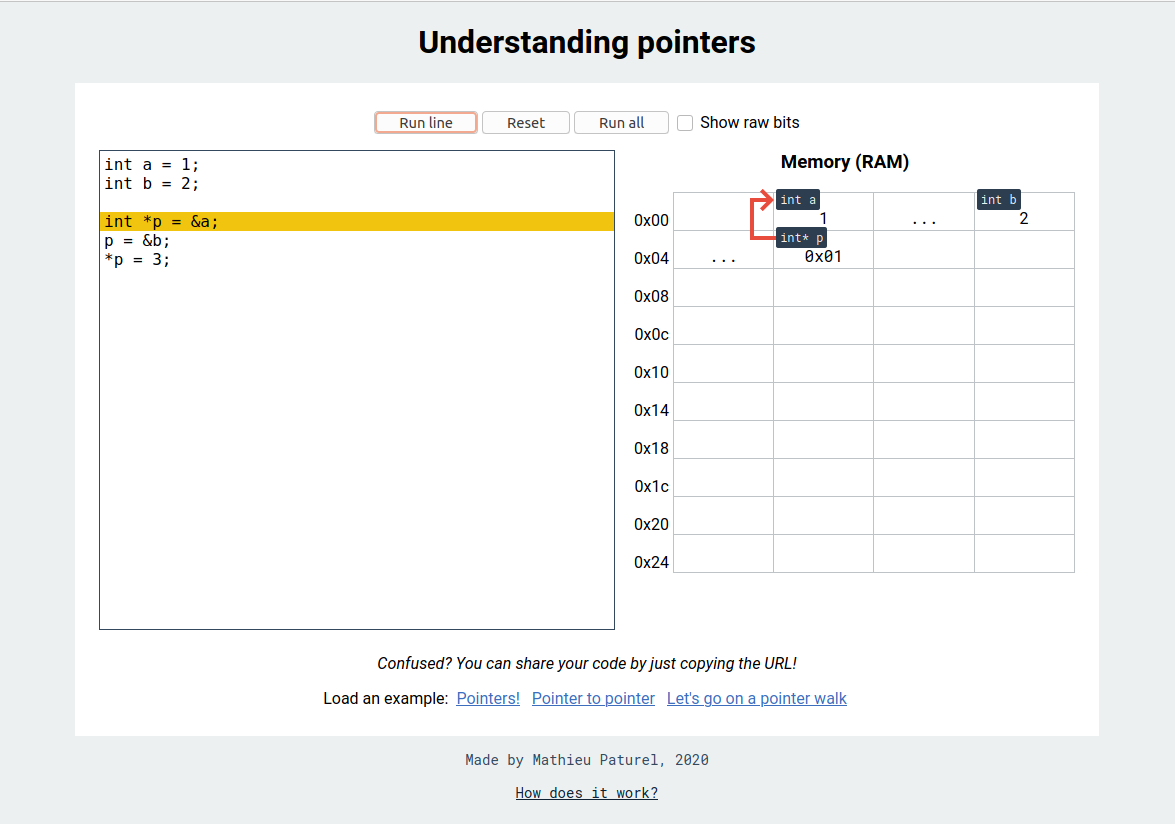 Understanding pointers
Run line Reset Run all Show raw bits
int a = 1;
int b = 2;
int *p = &a;
p = &b;
*p = 3;
Memory (RAM)
int a int b
0x00 1 ... 2
int* p
0x04 ... 0x01
0x08
0x0c
0x10
0x14
0x18
0x1c
0x20
0x24
Confused? You can share your code by just copying the URL!
Load an example: Pointers! Pointer to pointer Let's go on a pointer walk
Made by Mathieu Paturel, 2020
How does it work?